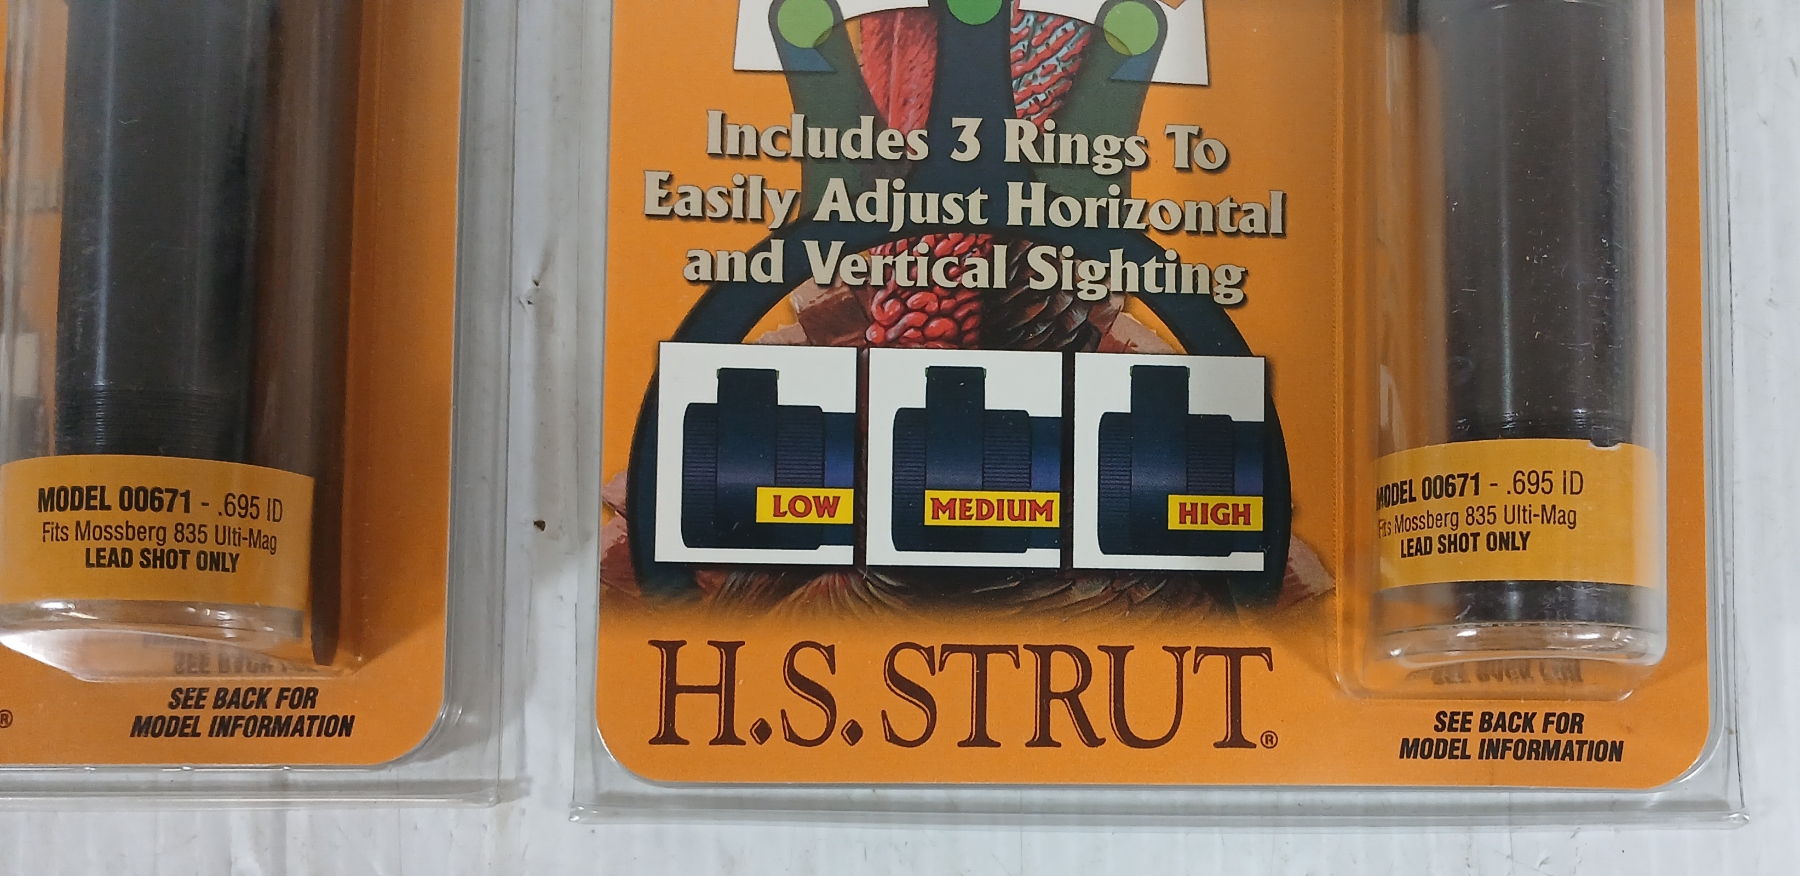 MODEL 00671 - .695 ID
Fits Mossberg 835 Ulti-Mag
LEAD SHOT ONLY
SEE BACK FOR
MODEL INFORMATION
®
Includes 3 Rings To
Easily Adjust Horizontal
and Vertical Sighting
LOW
MEDIUM
HIGH
H.S. STRUT®
MODEL 00671 - .695 ID
Fits Mossberg 835 Ulti-Mag
LEAD SHOT ONLY
SEE BACK FOR
MODEL INFORMATION